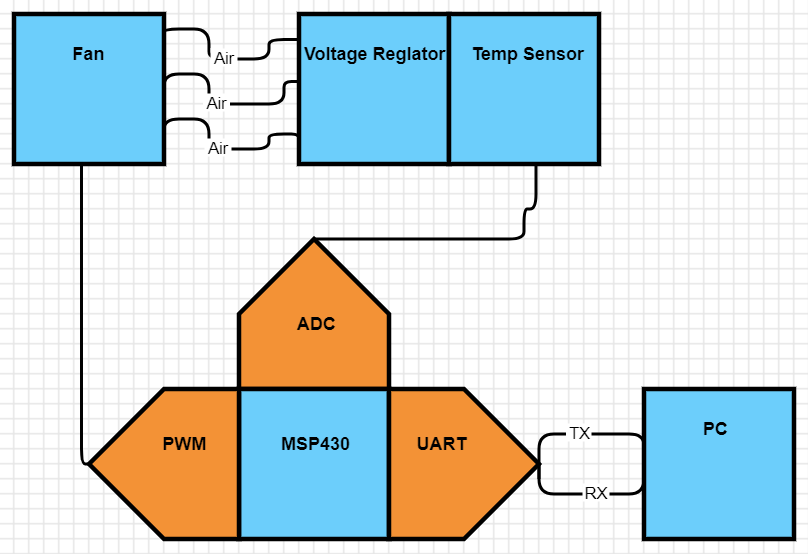 Fan
Air
Air
Air
Voltage Reglator
Temp Sensor
ADC
PWM
MSP430
UART
TX
RX
PC